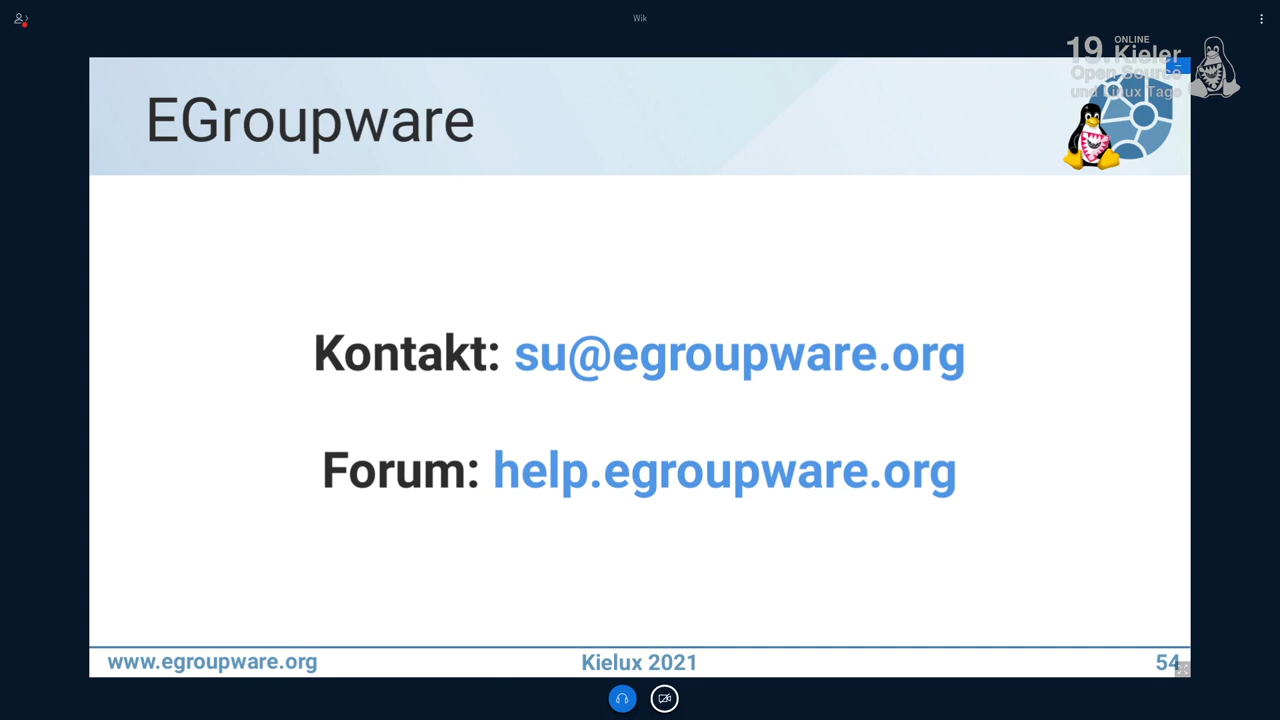 Wik
ONLINE
19. Kieler
Open Source
und Linux Tage
EGroupware
Kontakt: su@egroupware.org
Forum: help.egroupware.org
www.egroupware.org
Kielux 2021
54